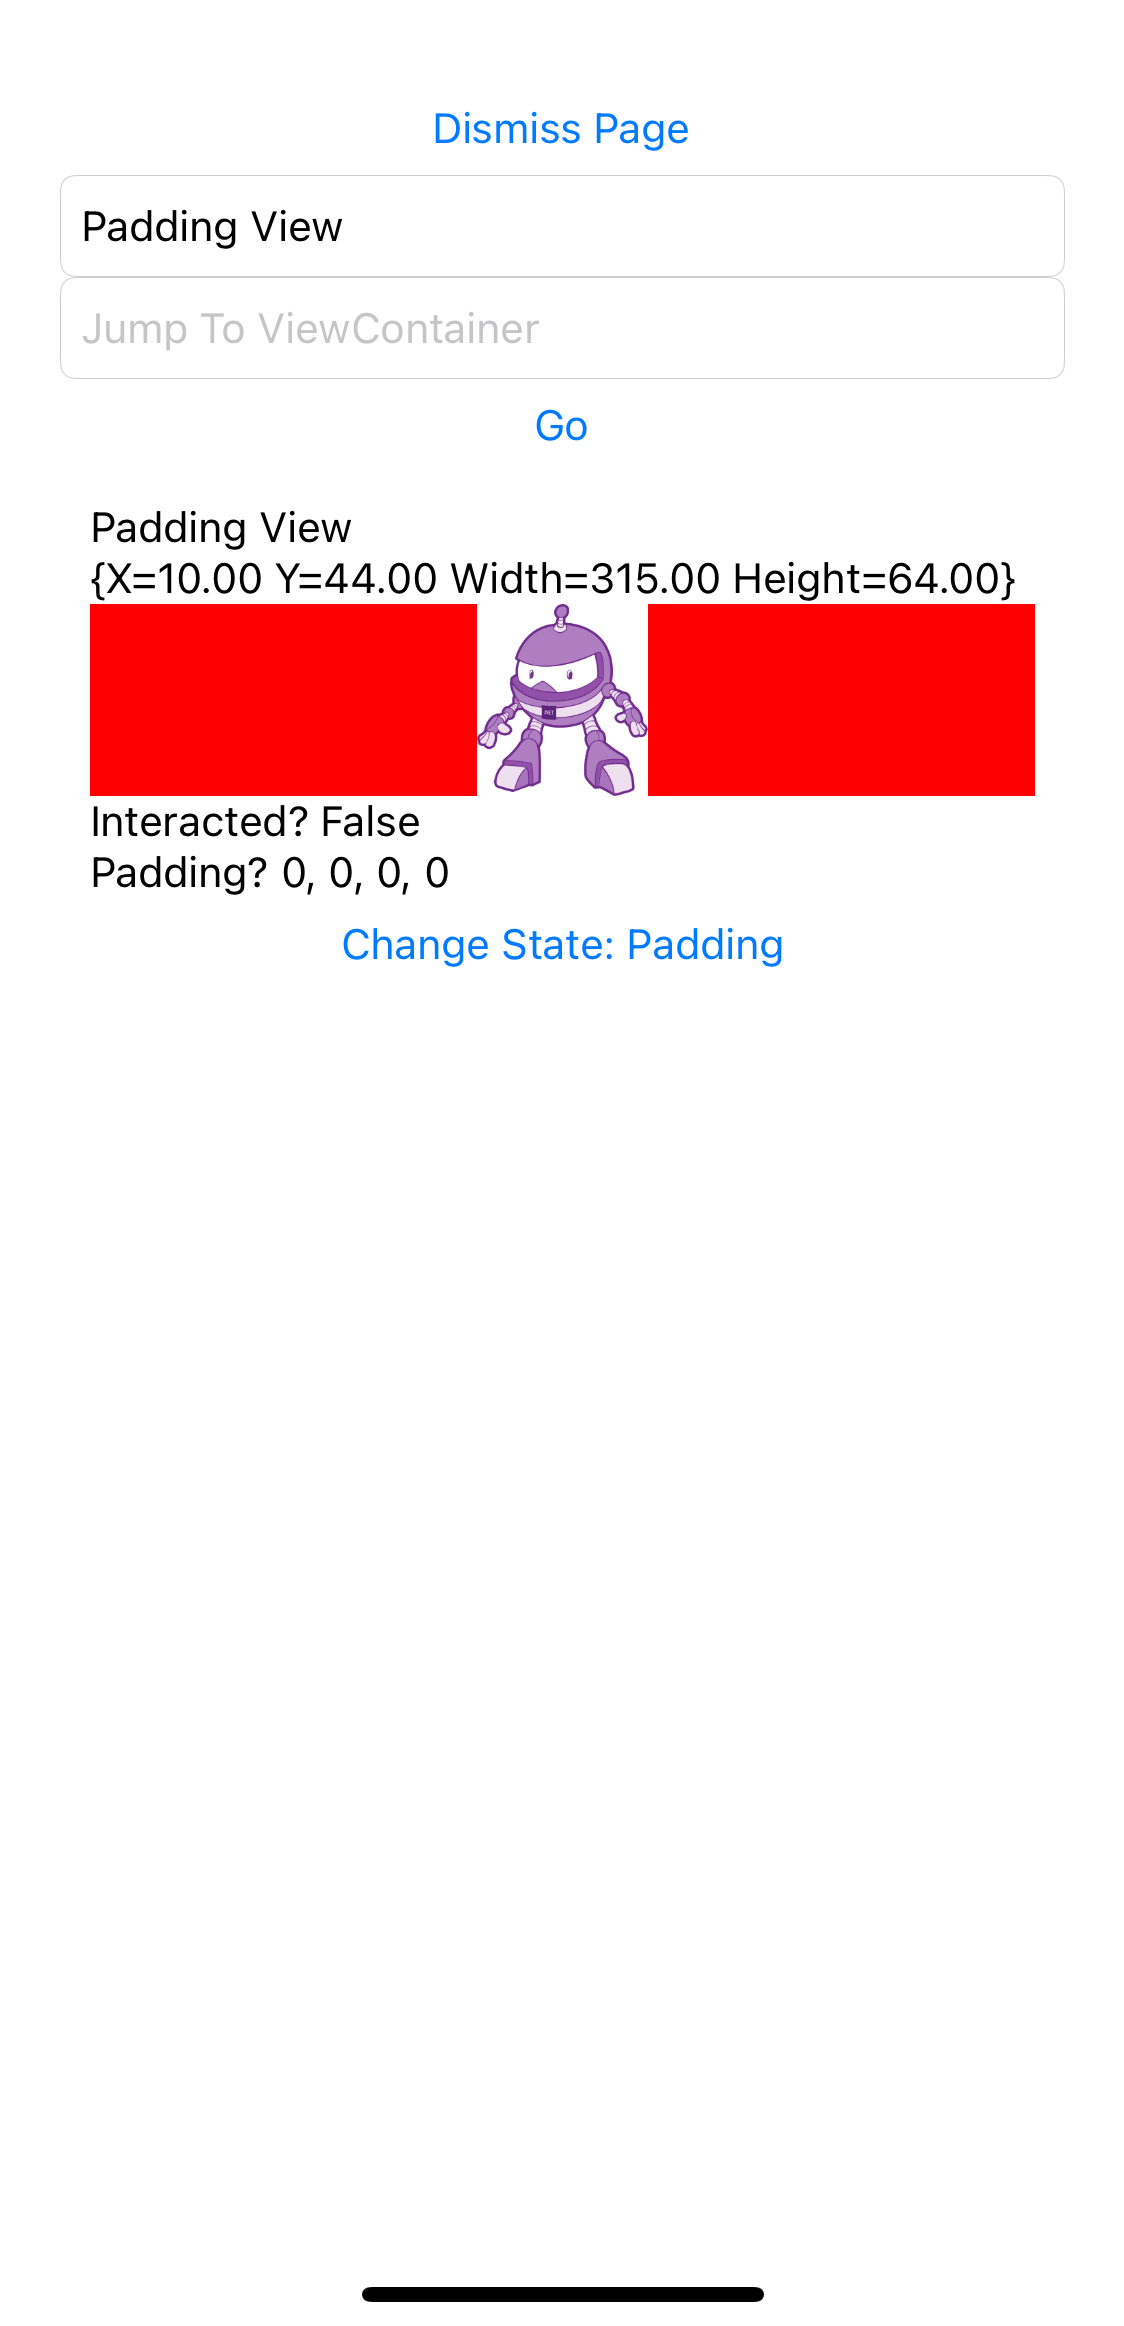 Dismiss Page
Padding View
Jump To ViewContainer
Go
Padding View
{X=10.00 Y=44.00 Width=315.00 Height=64.00}
.NET
Interacted? False
Padding? 0, 0, 0, 0
Change State: Padding